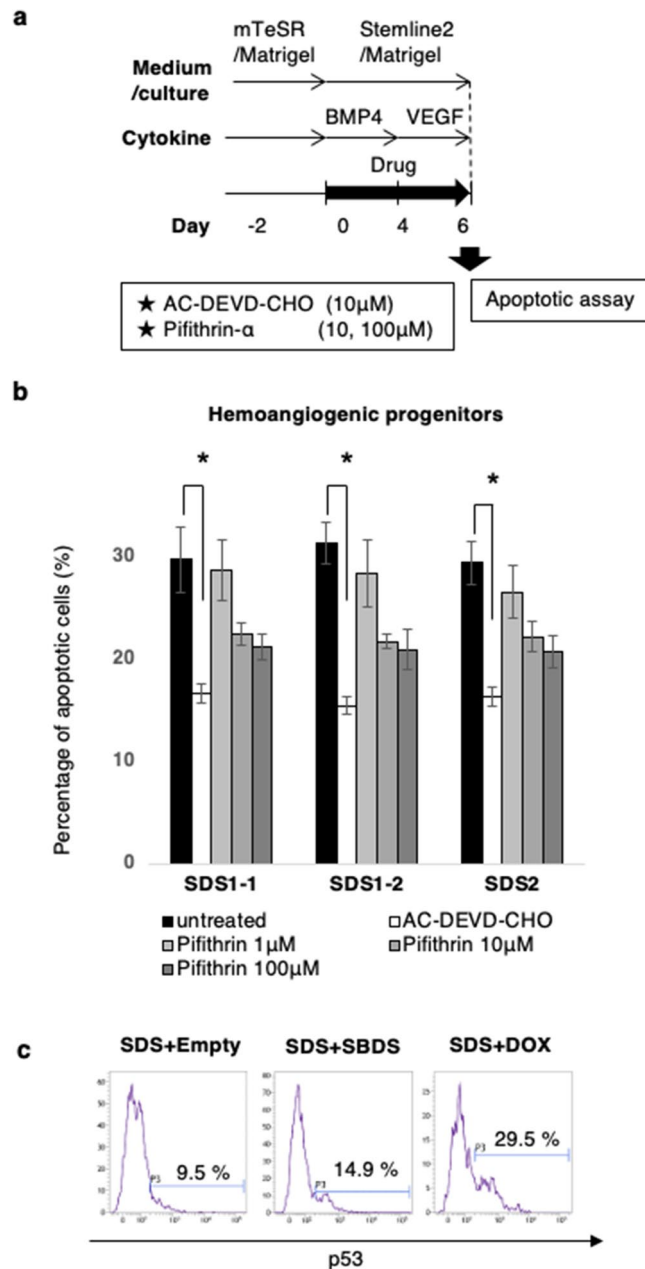 a
mTeSR Stemline2
/Matrigel /Matrigel
Medium
/culture
BMP4 VEGF
Cytokine
Drug
Day -2 0 4 6
★ AC-DEVD-CHO (10μM)
★ Pifithrin-α (10, 100μM)
Apoptotic assay
b
Hemoangiogenic progenitors
* * *
Percentage of apoptotic cells (%)
30
20
10
0
SDS1-1 SDS1-2 SDS2
untreated AC-DEVD-CHO
Pifithrin 1μM Pifithrin 10μM
Pifithrin 100μM
c
SDS+Empty SDS+SBDS SDS+DOX
9.5 % 14.9 % 29.5 %
P3 P3 P3
p53